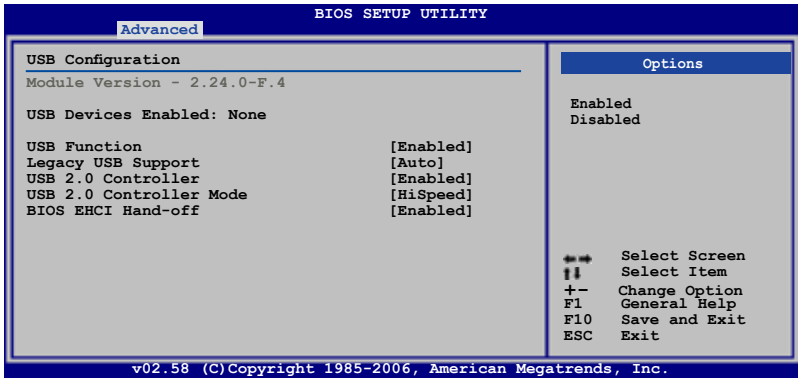 BIOS SETUP UTILITY
Advanced
USB Configuration
Module Version - 2.24.0-F.4
USB Devices Enabled: None
USB Function [Enabled]
Legacy USB Support [Auto]
USB 2.0 Controller [Enabled]
USB 2.0 Controller Mode [HiSpeed]
BIOS EHCI Hand-off [Enabled]
Options
Enabled
Disabled
Select Screen
Select Item
+- Change Option
F1 General Help
F10 Save and Exit
ESC Exit
v02.58 (C)Copyright 1985-2006, American Megatrends, Inc.